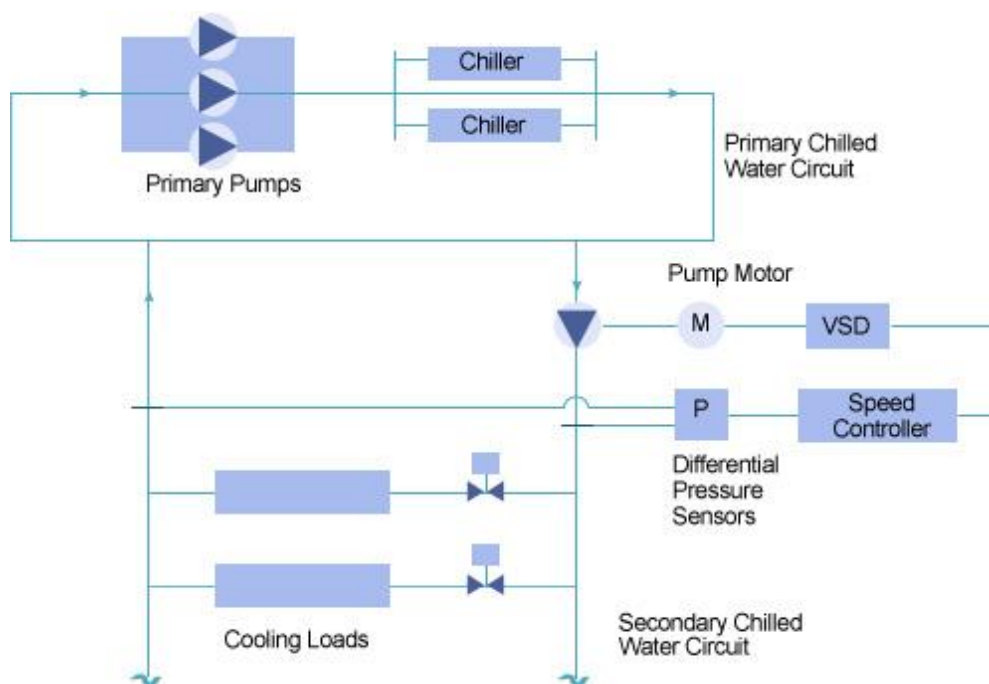 Chiller
Chiller
Primary Pumps
Primary Chilled
Water Circuit
Pump Motor
M
VSD
P
Speed
Controller
Differential
Pressure
Sensors
Cooling Loads
Secondary Chilled
Water Circuit